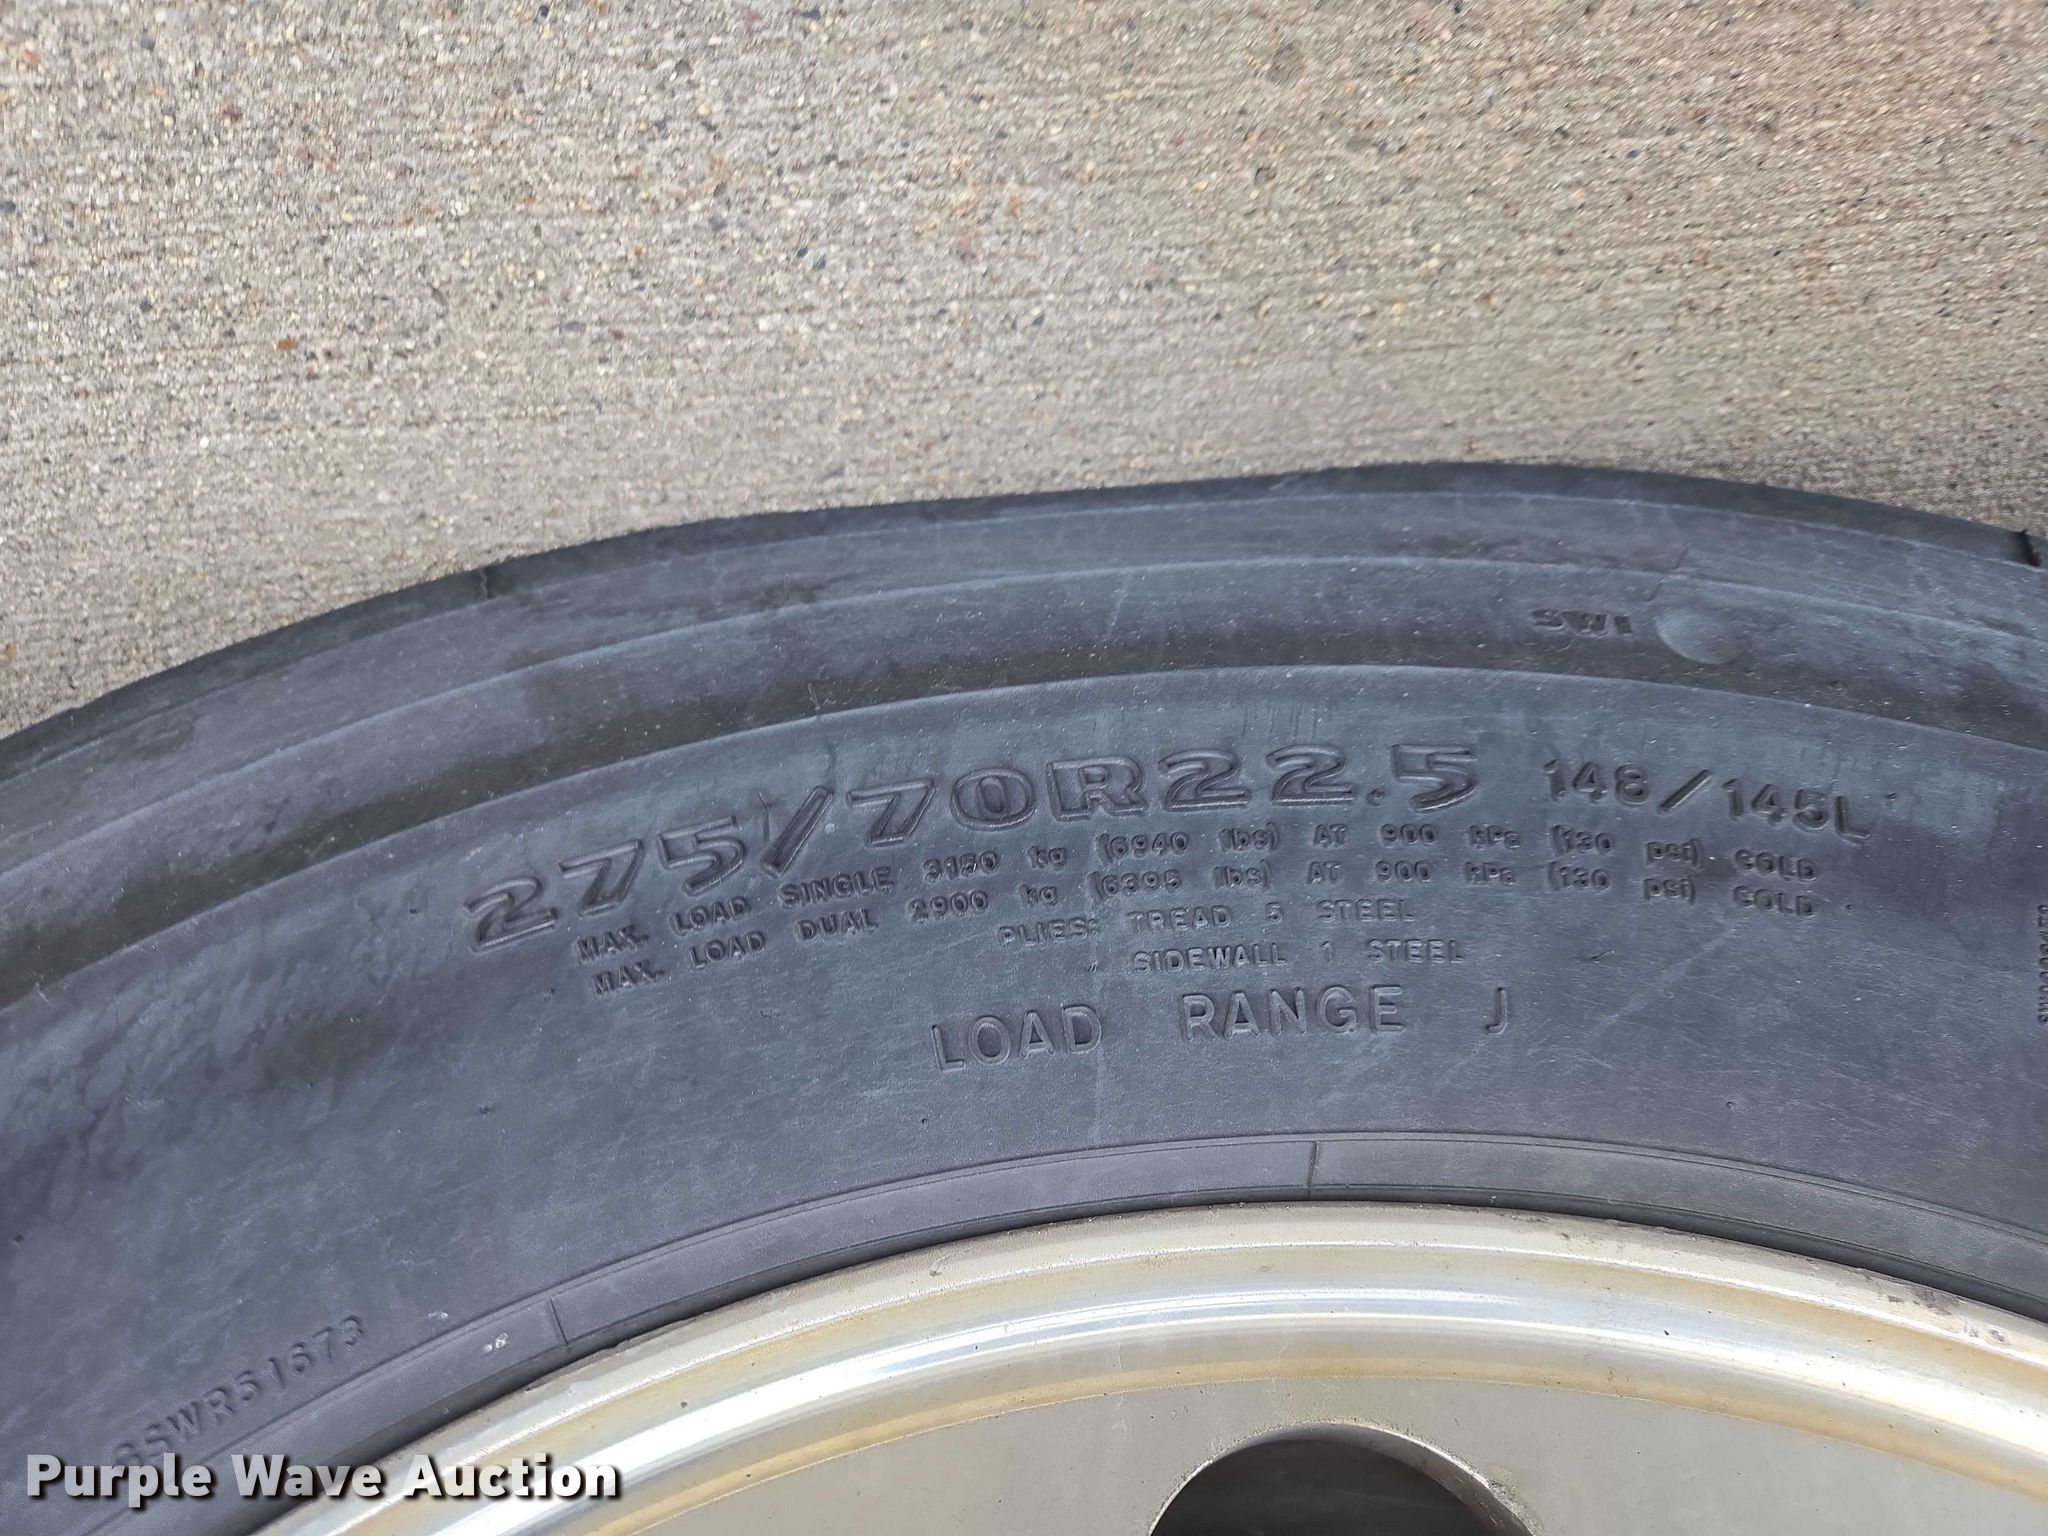 SWI
275/70R22.5 148/145L
MAX. LOAD SINGLE 3150 kg (6940 lbs) AT 900 kPa (130 psi) COLD
MAX. LOAD DUAL 2900 kg (6395 lbs) AT 900 kPa (130 psi) COLD
PLIES: TREAD 5 STEEL
SIDEWALL 1 STEEL
LOAD RANGE J
Purple Wave Auction